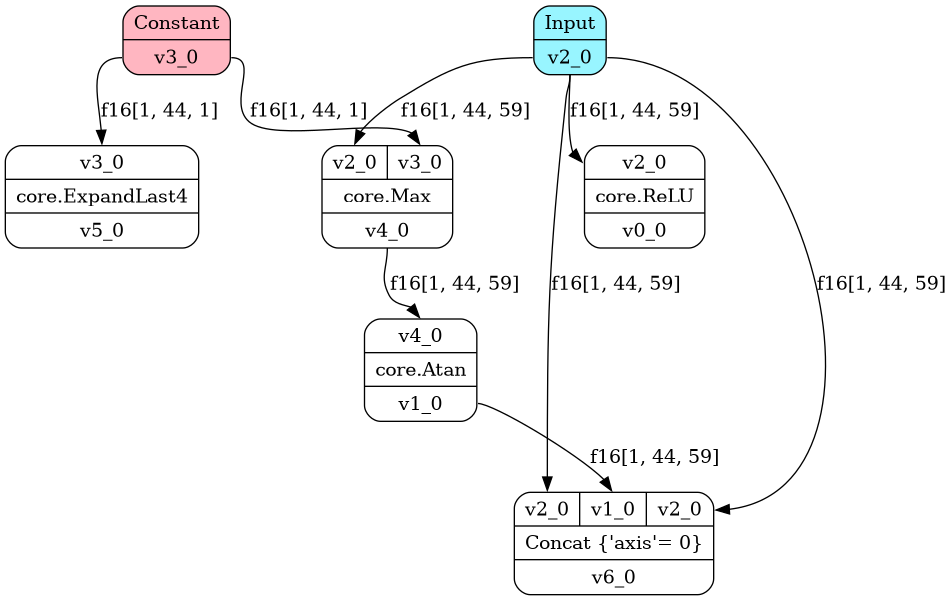 Constant
v3_0
Input
v2_0
f16[1, 44, 1]
f16[1, 44, 1]
f16[1, 44, 59]
f16[1, 44, 59]
v3_0
core.ExpandLast4
v5_0
v2_0 v3_0
core.Max
v4_0
v2_0
core.ReLU
v0_0
f16[1, 44, 59]
f16[1, 44, 59]
f16[1, 44, 59]
v4_0
core.Atan
v1_0
f16[1, 44, 59]
v2_0 v1_0 v2_0
Concat {'axis'= 0}
v6_0